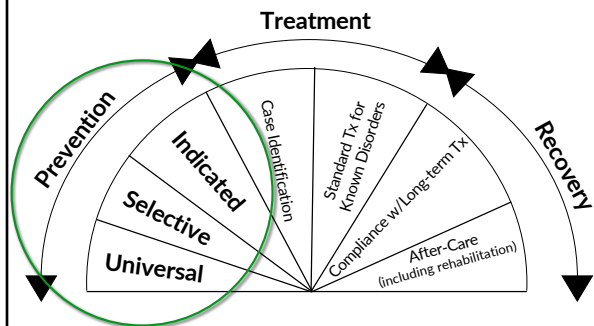 Treatment
Prevention
Recovery
Universal
Selective
Indicated
Case Identification
Standard Tx for
Known Disorders
Compliance w/Long-term Tx
After-Care
(including rehabilitation)